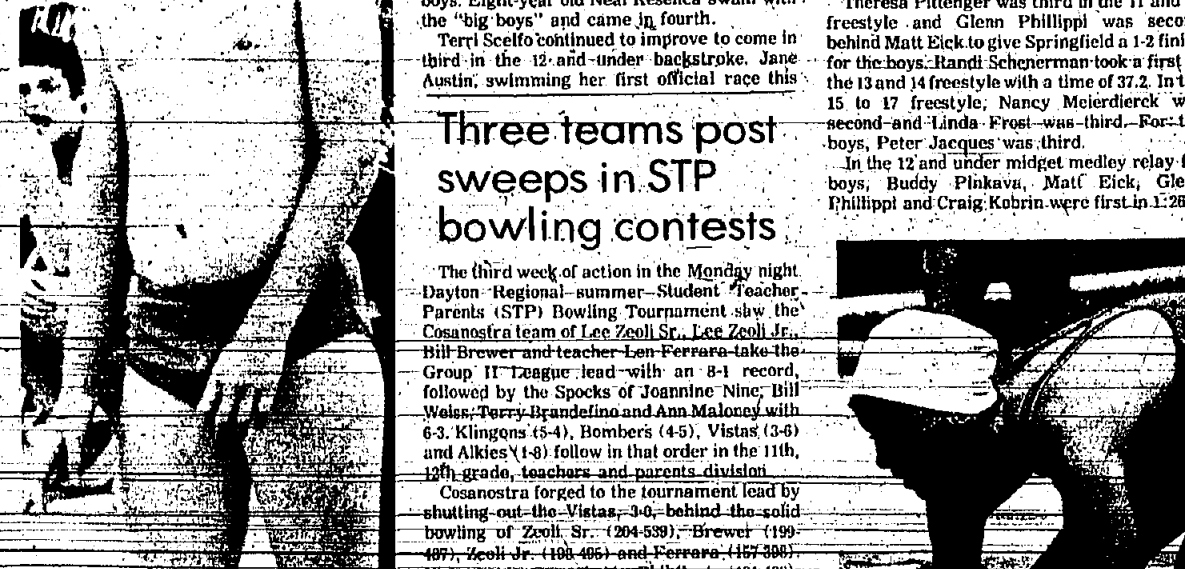 boys. Eight-year old Neal Resnick swam with
the "big boys" and came in fourth.
Terri Scelfo continued to improve to come in
third in the 12 and under backstroke. Jane
Austin, swimming her first official race this
Three teams post
sweeps in STP
bowling contests
The third week of action in the Monday night
Dayton Regional summer Student Teacher
Parents (STP) Bowling Tournament saw the
Cosanostra team of Lee Zeoli Sr., Lee Zeoli Jr.,
Bill Brewer and teacher Len Ferrara take the
Group II League lead with an 8-1 record,
followed by the Spocks of Joannine Nine, Bill
Weiss, Terry Brandefino and Ann Maloney with
6-3. Klingons (5-4), Bombers (4-5), Vistas (3-6)
and Alkies (1-8) follow in that order in the 11th,
12th grade, teachers and parents division.
Cosanostra forged to the tournament lead by
shutting out the Vistas, 3-0, behind the solid
bowling of Zeoli Sr. (204-539), Brewer (199-
487), Zeoli Jr. and Ferrara
Theresa Pittenger was third in the 11 and
freestyle and Glenn Phillippi was seco
behind Matt Eick to give Springfield a 1-2 fini
for the boys. Randi Schenerman took a first
the 13 and 14 freestyle with a time of 37.2. In t
15 to 17 freestyle, Nancy Meierdierck w
second and Linda Frost was third. For t
boys, Peter Jacques was third.
In the 12 and under midget medley relay f
boys, Buddy Pinkava, Matt Eick, Gle
Phillippi and Craig Kobrin were first in 1:26